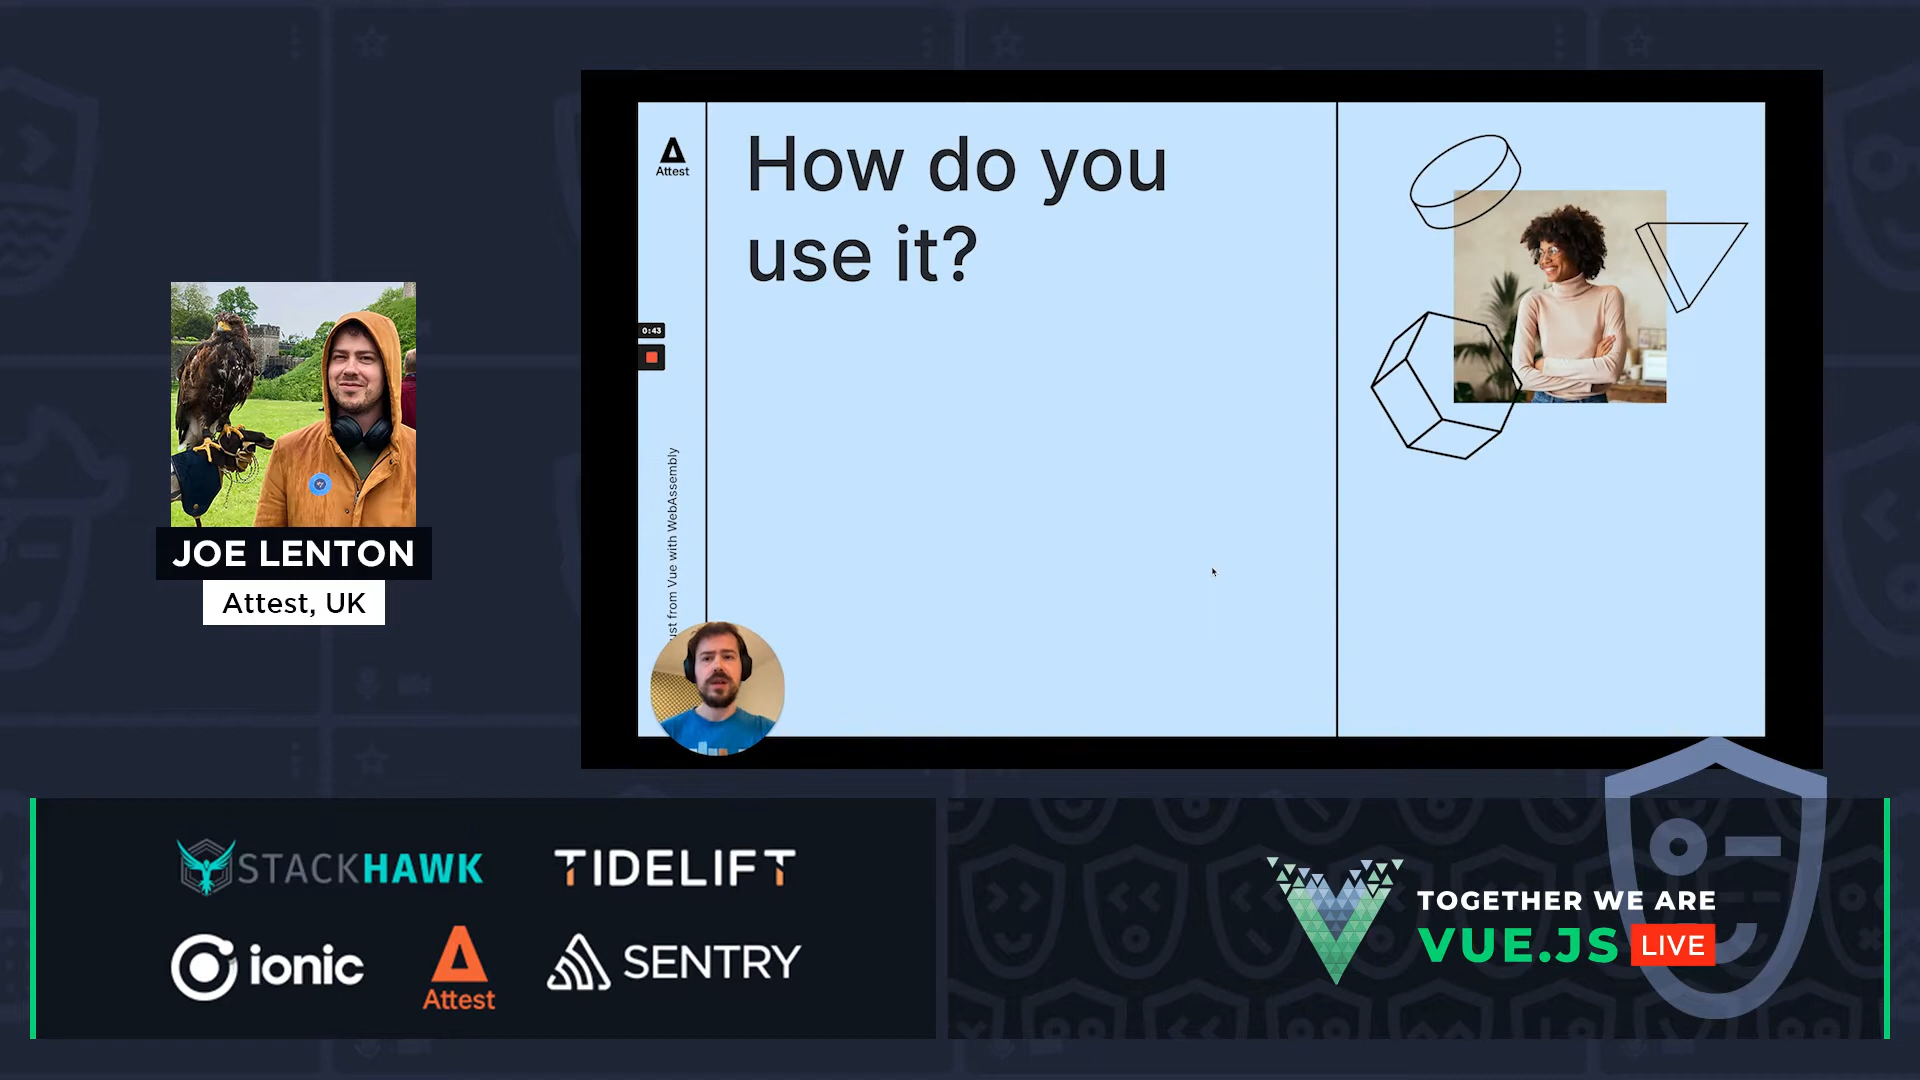 How do you
use it?
Attest
0:43
ust from Vue with WebAssembly
JOE LENTON
Attest, UK
STACKHAWK
TIDELIFT
ionic
Attest
SENTRY
TOGETHER WE ARE
VUE.JS LIVE